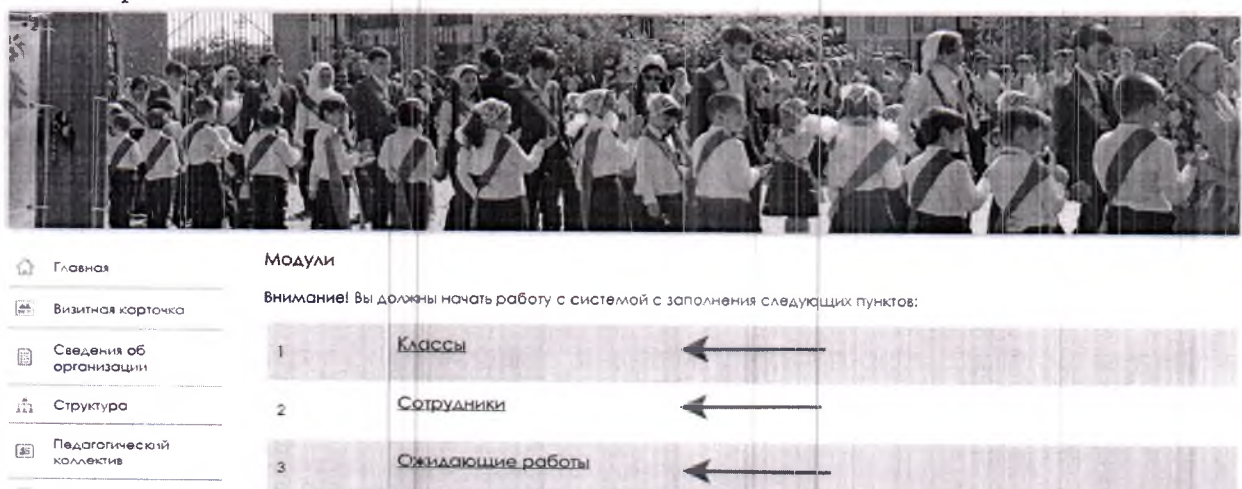 Главная
Визитная карточка
Сведения об
организации
Структура
Педагогический
коллектив
Модули
Внимание! Вы должны начать работу с системой с заполнения следующих пунктов:
1 Классы
2 Сотрудники
3 Ожидающие работы